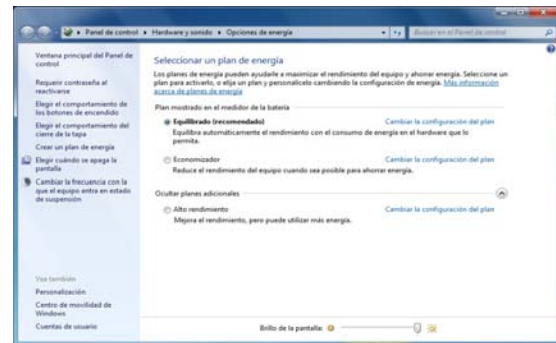 Panel de control ▸ Hardware y sonido ▸ Opciones de energía
Buscar en el Panel de control
Ventana principal del Panel de
control
Requerir contraseña al
reactivarse
Elegir el comportamiento de
los botones de encendido
Elegir el comportamiento del
cierre de la tapa
Crear un plan de energía
Elegir cuándo se apaga la
pantalla
Cambiar la frecuencia con la
que el equipo entra en estado
de suspensión
Vea también
Personalización
Centro de movilidad de
Windows
Cuentas de usuario
Seleccionar un plan de energía
Los planes de energía pueden ayudarle a maximizar el rendimiento del equipo y ahorrar energía. Seleccione un
plan para activarlo, o elija un plan y personalícelo cambiando la configuración de energía. Más información
acerca de planes de energía
Plan mostrado en el medidor de la batería
Equilibrado (recomendado) Cambiar la configuración del plan
Equilibra automáticamente el rendimiento con el consumo de energía en el hardware que lo
permita.
Economizador Cambiar la configuración del plan
Reduce el rendimiento del equipo cuando sea posible para ahorrar energía.
Ocultar planes adicionales
Alto rendimiento Cambiar la configuración del plan
Mejora el rendimiento, pero puede utilizar más energía.
Brillo de la pantalla: